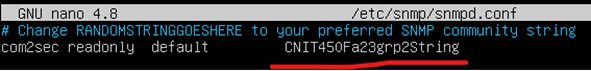 GNU nano 4.8 /etc/snmp/snmpd.conf
# Change RANDOMSTRINGGOESHERE to your preferred SNMP community string
com2sec readonly default CNIT450Fa23grp2String